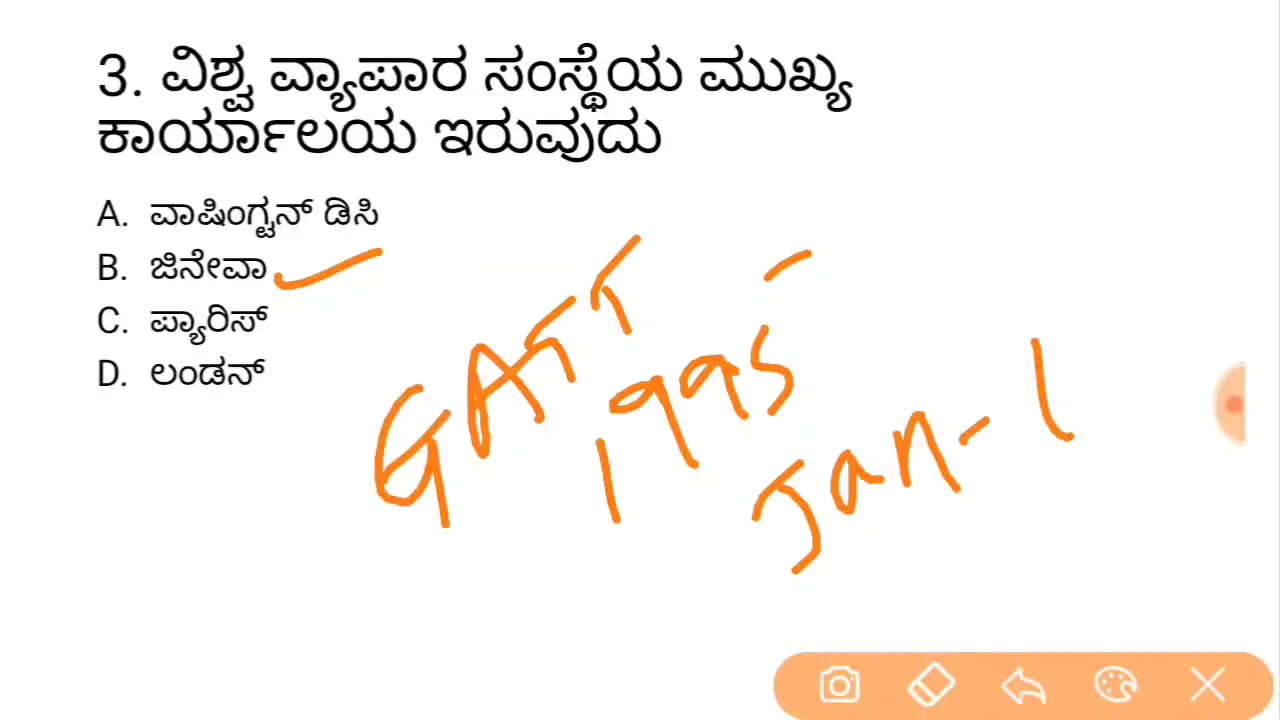 3. ವಿಶ್ವ ವ್ಯಾಪಾರ ಸಂಸ್ಥೆಯ ಮುಖ್ಯ
ಕಾರ್ಯಾಲಯ ಇರುವುದು
A. ವಾಷಿಂಗ್ಟನ್ ಡಿಸಿ
B. ಜಿನೇವಾ
C. ಪ್ಯಾರಿಸ್
D. ಲಂಡನ್
GATT
1995
Jan - 1